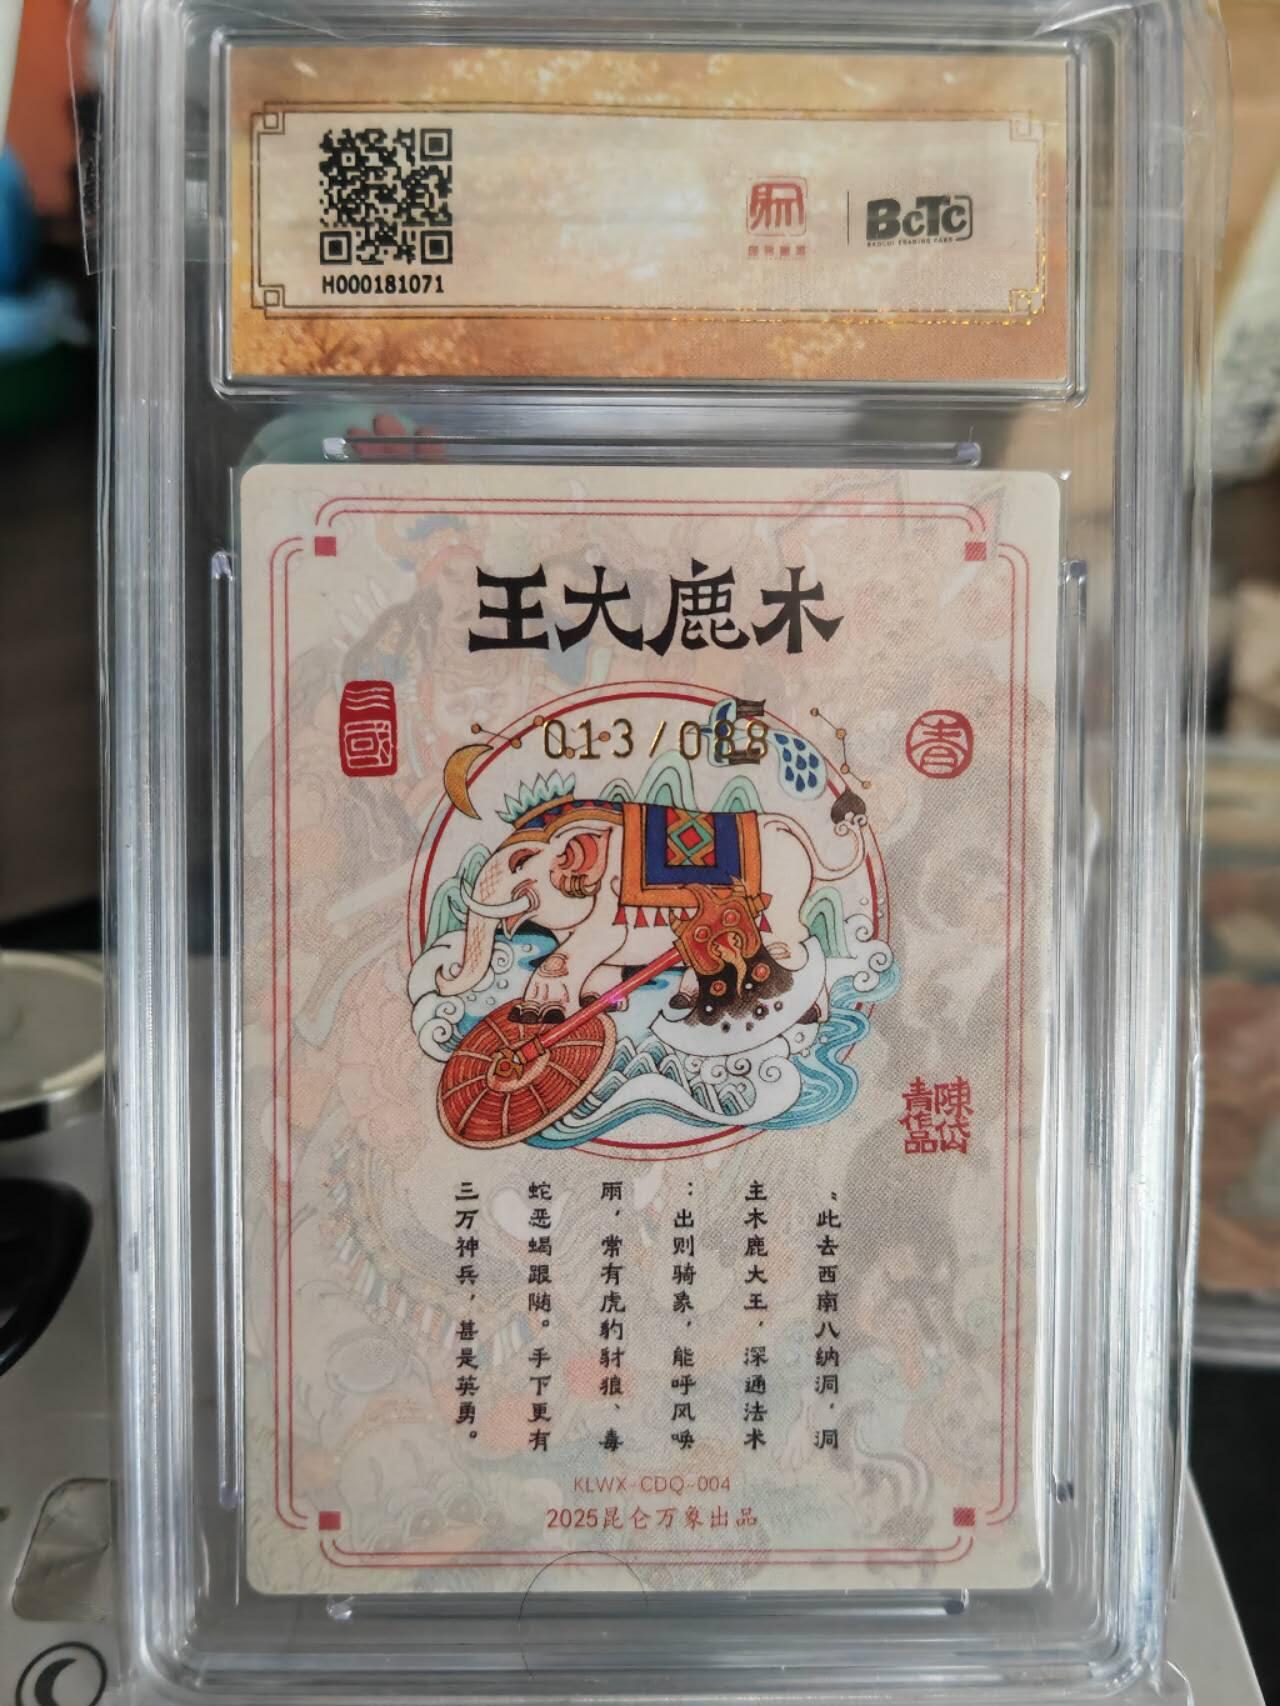 H000181071
BCTC
BAOCUI TRADING CARD
王大鹿木
三國
青
013/088
陳岱
青作品
“此去西南八纳洞，洞
主木鹿大王，深通法术
：出则骑象，能呼风唤
雨，常有虎豹豺狼、毒
蛇恶蝎跟随。手下更有
三万神兵，甚是英勇。
KLWX-CDQ-004
2025昆仑万象出品